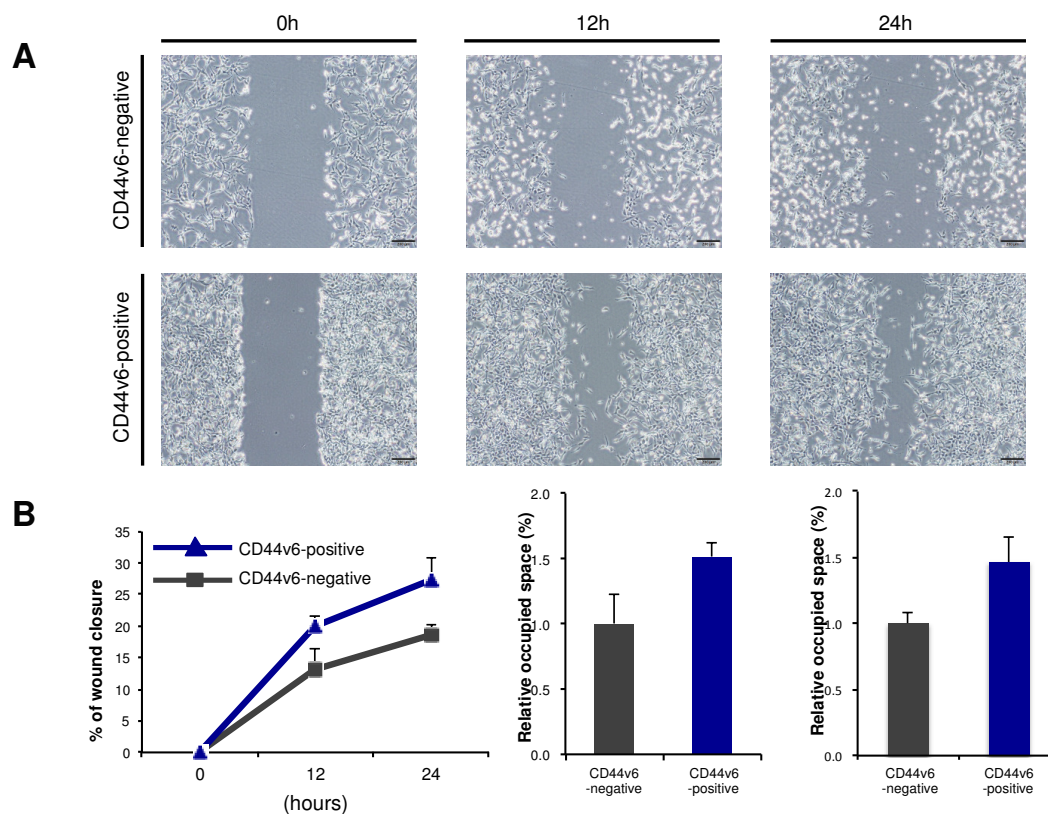 0h
12h
24h
A
CD44v6-negative
CD44v6-positive
B
% of wound closure
35
30
25
20
15
10
5
0
CD44v6-positive
CD44v6-negative
0
12
24
(hours)
Relative occupied space (%)
2.0
1.5
1.0
0.5
0.0
CD44v6
-negative
CD44v6
-positive
Relative occupied space (%)
2.0
1.5
1.0
0.5
0.0
CD44v6
-negative
CD44v6
-positive